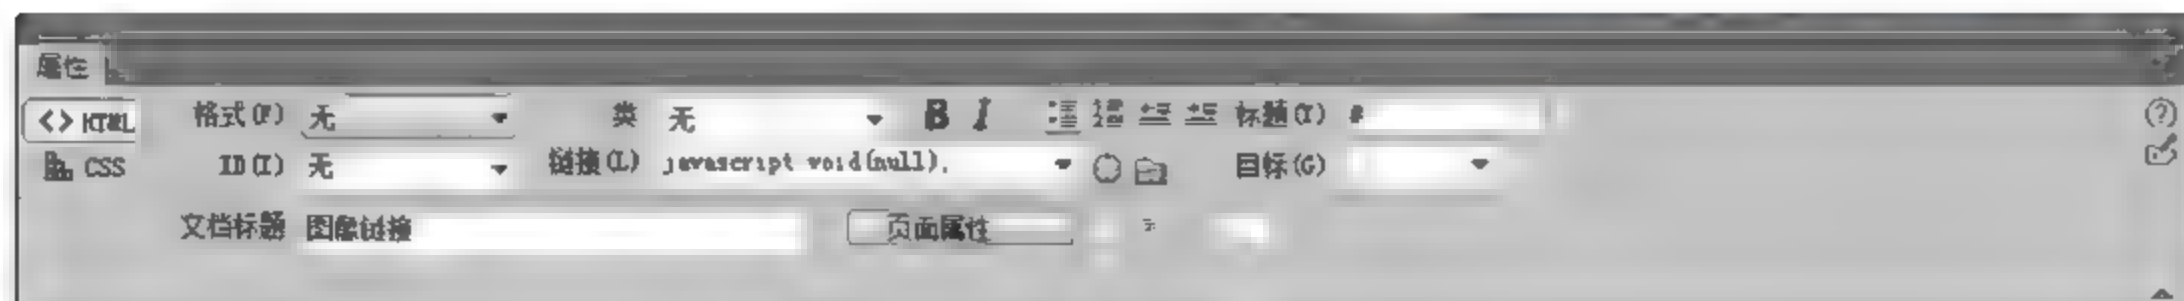 属性
<> HTML 格式(F) 无 类 无 B I 标题(T) #
CSS ID(I) 无 链接(L) javascript void(null), 目标(G)
文档标题 图像链接 页面属性